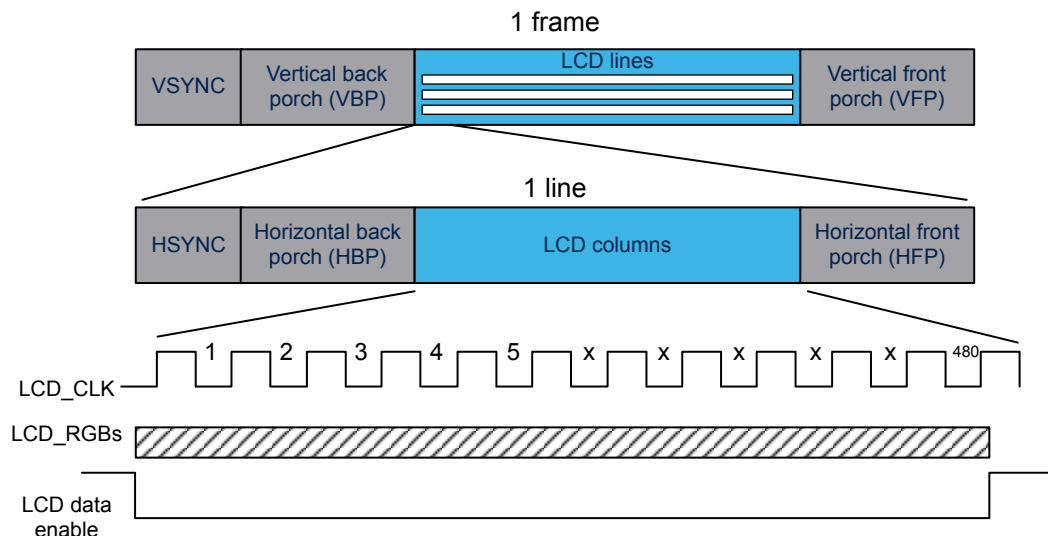 1 frame
VSYNC
Vertical back
porch (VBP)
LCD lines
Vertical front
porch (VFP)
1 line
HSYNC
Horizontal back
porch (HBP)
LCD columns
Horizontal front
porch (HFP)
1 2 3 4 5 x x x x x 480
LCD_CLK
LCD_RGBs
LCD data
enable